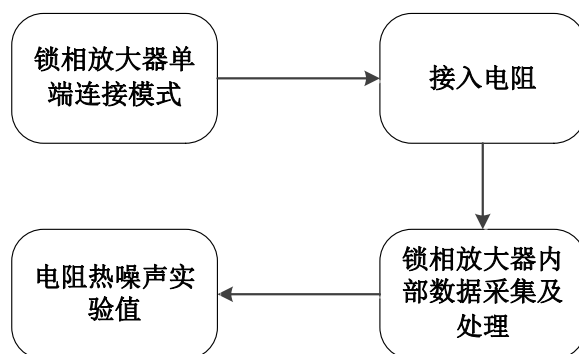 锁相放大器单
端连接模式
接入电阻
锁相放大器内
部数据采集及
处理
电阻热噪声实
验值